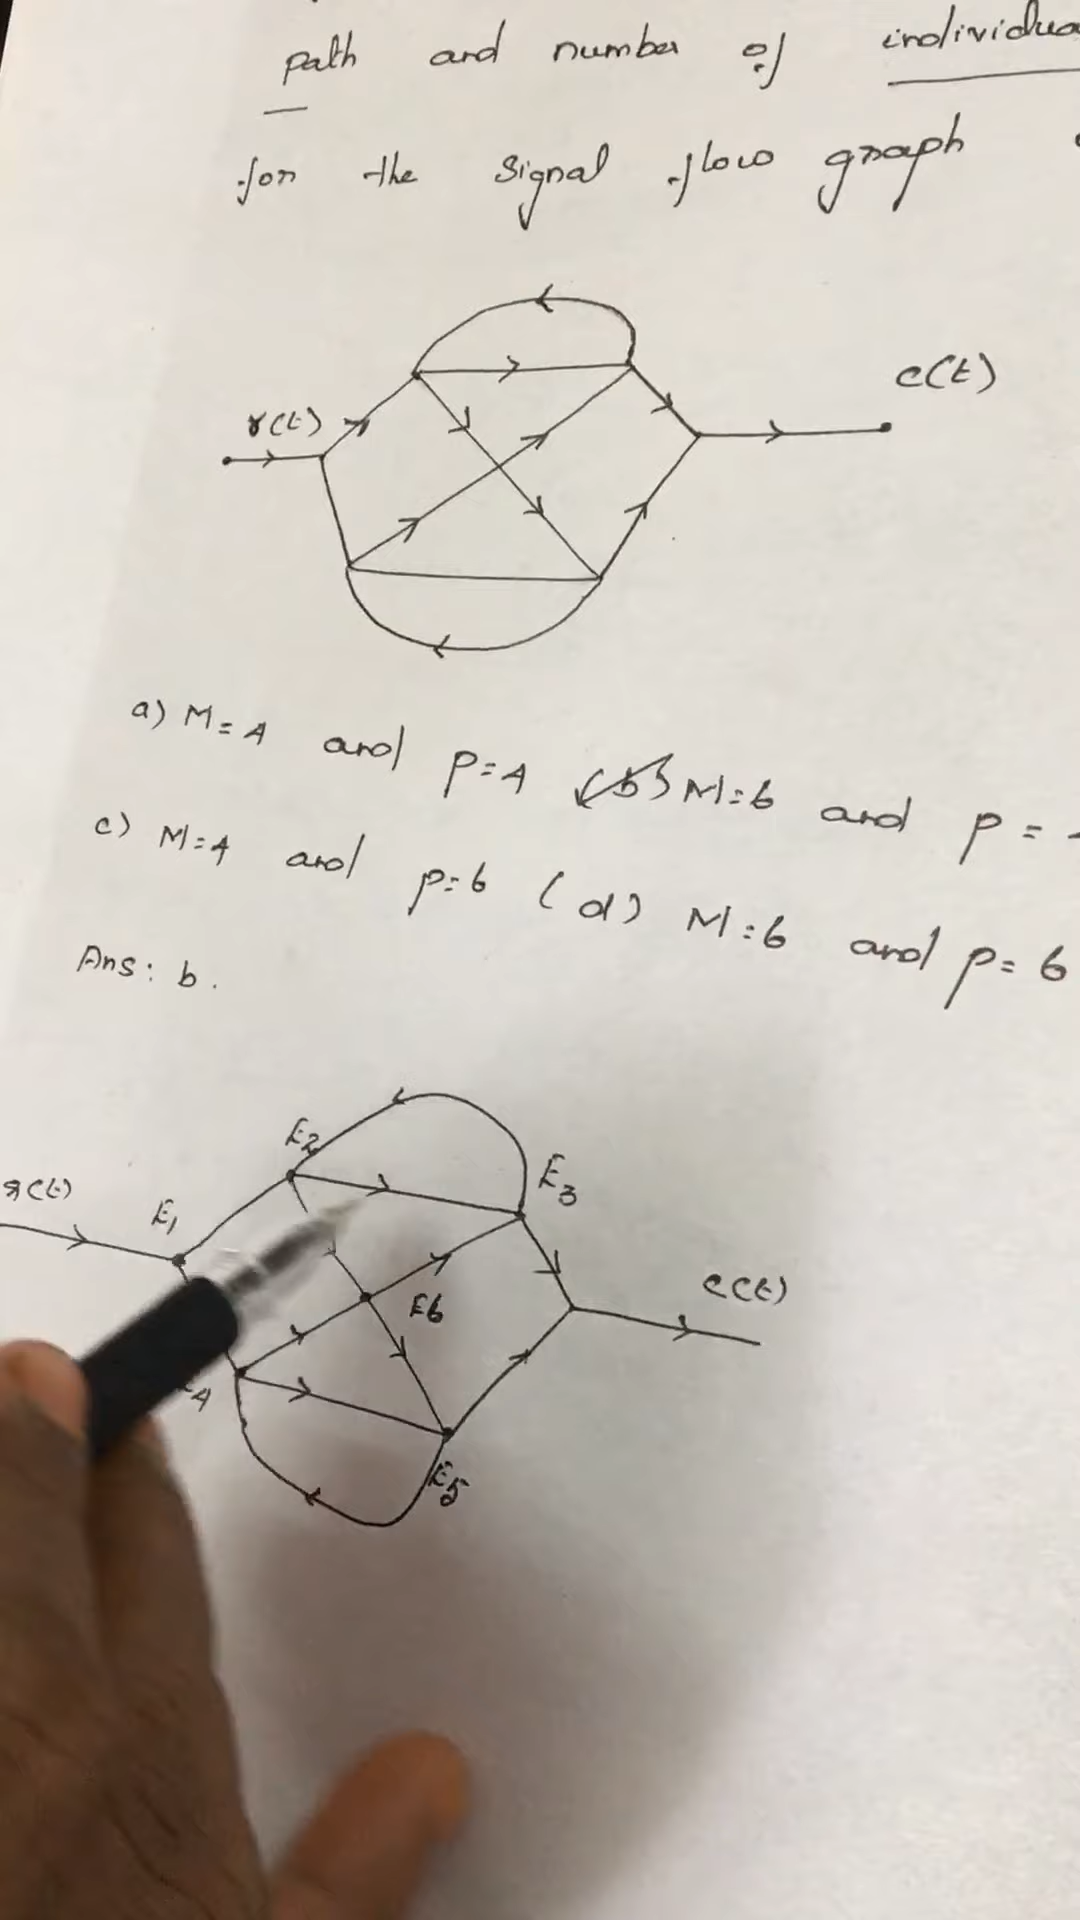 path and number of
for the signal flow graph
r(t)
c(t)
a) M=4 and p=4 (b) M=6 and p=
c) M=4 and p=6 (d) M=6 and p=6
Ans: b.
E2
E3
r(t)
E1
c(t)
E6
E5